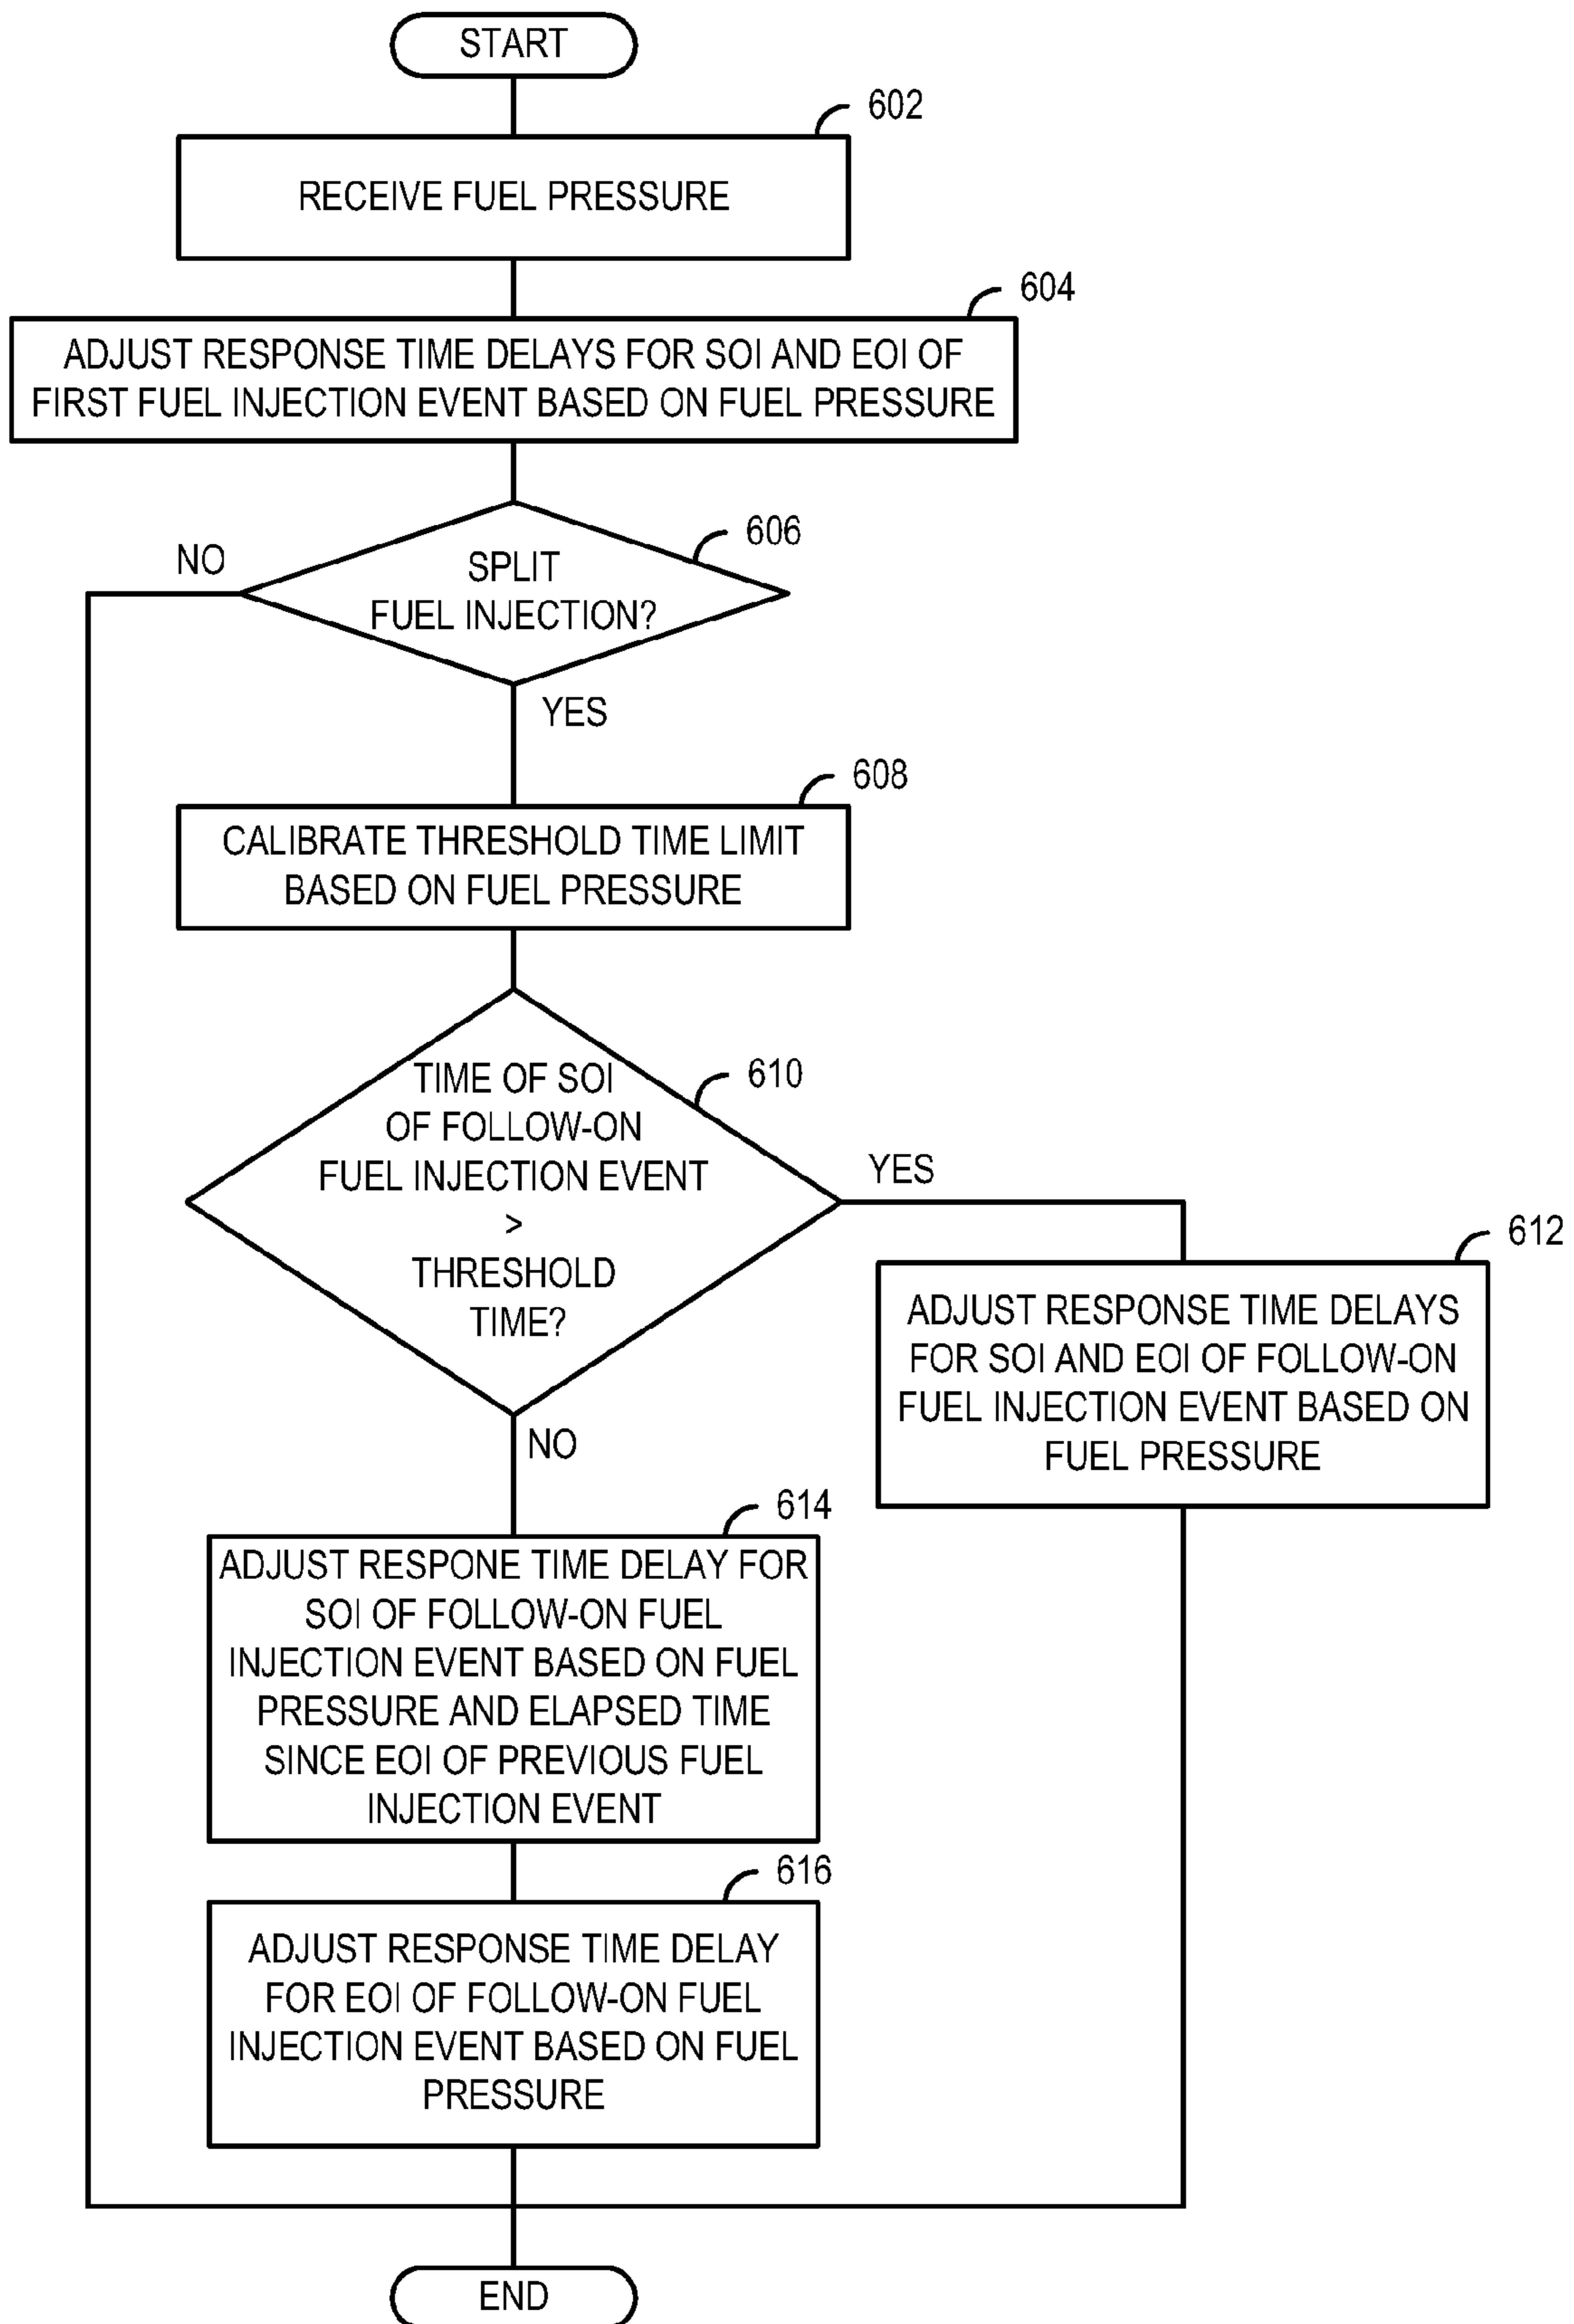 START
602
RECEIVE FUEL PRESSURE
604
ADJUST RESPONSE TIME DELAYS FOR SOI AND EOI OF
FIRST FUEL INJECTION EVENT BASED ON FUEL PRESSURE
606
NO
SPLIT
FUEL INJECTION?
YES
608
CALIBRATE THRESHOLD TIME LIMIT
BASED ON FUEL PRESSURE
610
TIME OF SOI
OF FOLLOW-ON
FUEL INJECTION EVENT
>
THRESHOLD
TIME?
YES
612
ADJUST RESPONSE TIME DELAYS
FOR SOI AND EOI OF FOLLOW-ON
FUEL INJECTION EVENT BASED ON
FUEL PRESSURE
NO
614
ADJUST RESPONE TIME DELAY FOR
SOI OF FOLLOW-ON FUEL
INJECTION EVENT BASED ON FUEL
PRESSURE AND ELAPSED TIME
SINCE EOI OF PREVIOUS FUEL
INJECTION EVENT
616
ADJUST RESPONSE TIME DELAY
FOR EOI OF FOLLOW-ON FUEL
INJECTION EVENT BASED ON FUEL
PRESSURE
END